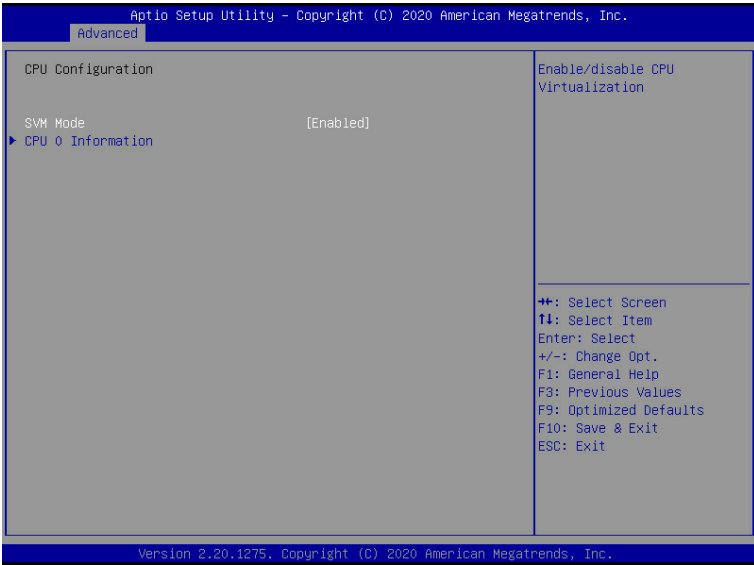 Aptio Setup Utility – Copyright (C) 2020 American Megatrends, Inc.
Advanced
CPU Configuration
SVM Mode [Enabled]
CPU 0 Information
Enable/disable CPU
Virtualization
→←: Select Screen
↑↓: Select Item
Enter: Select
+/-: Change Opt.
F1: General Help
F3: Previous Values
F9: Optimized Defaults
F10: Save & Exit
ESC: Exit
Version 2.20.1275. Copyright (C) 2020 American Megatrends, Inc.